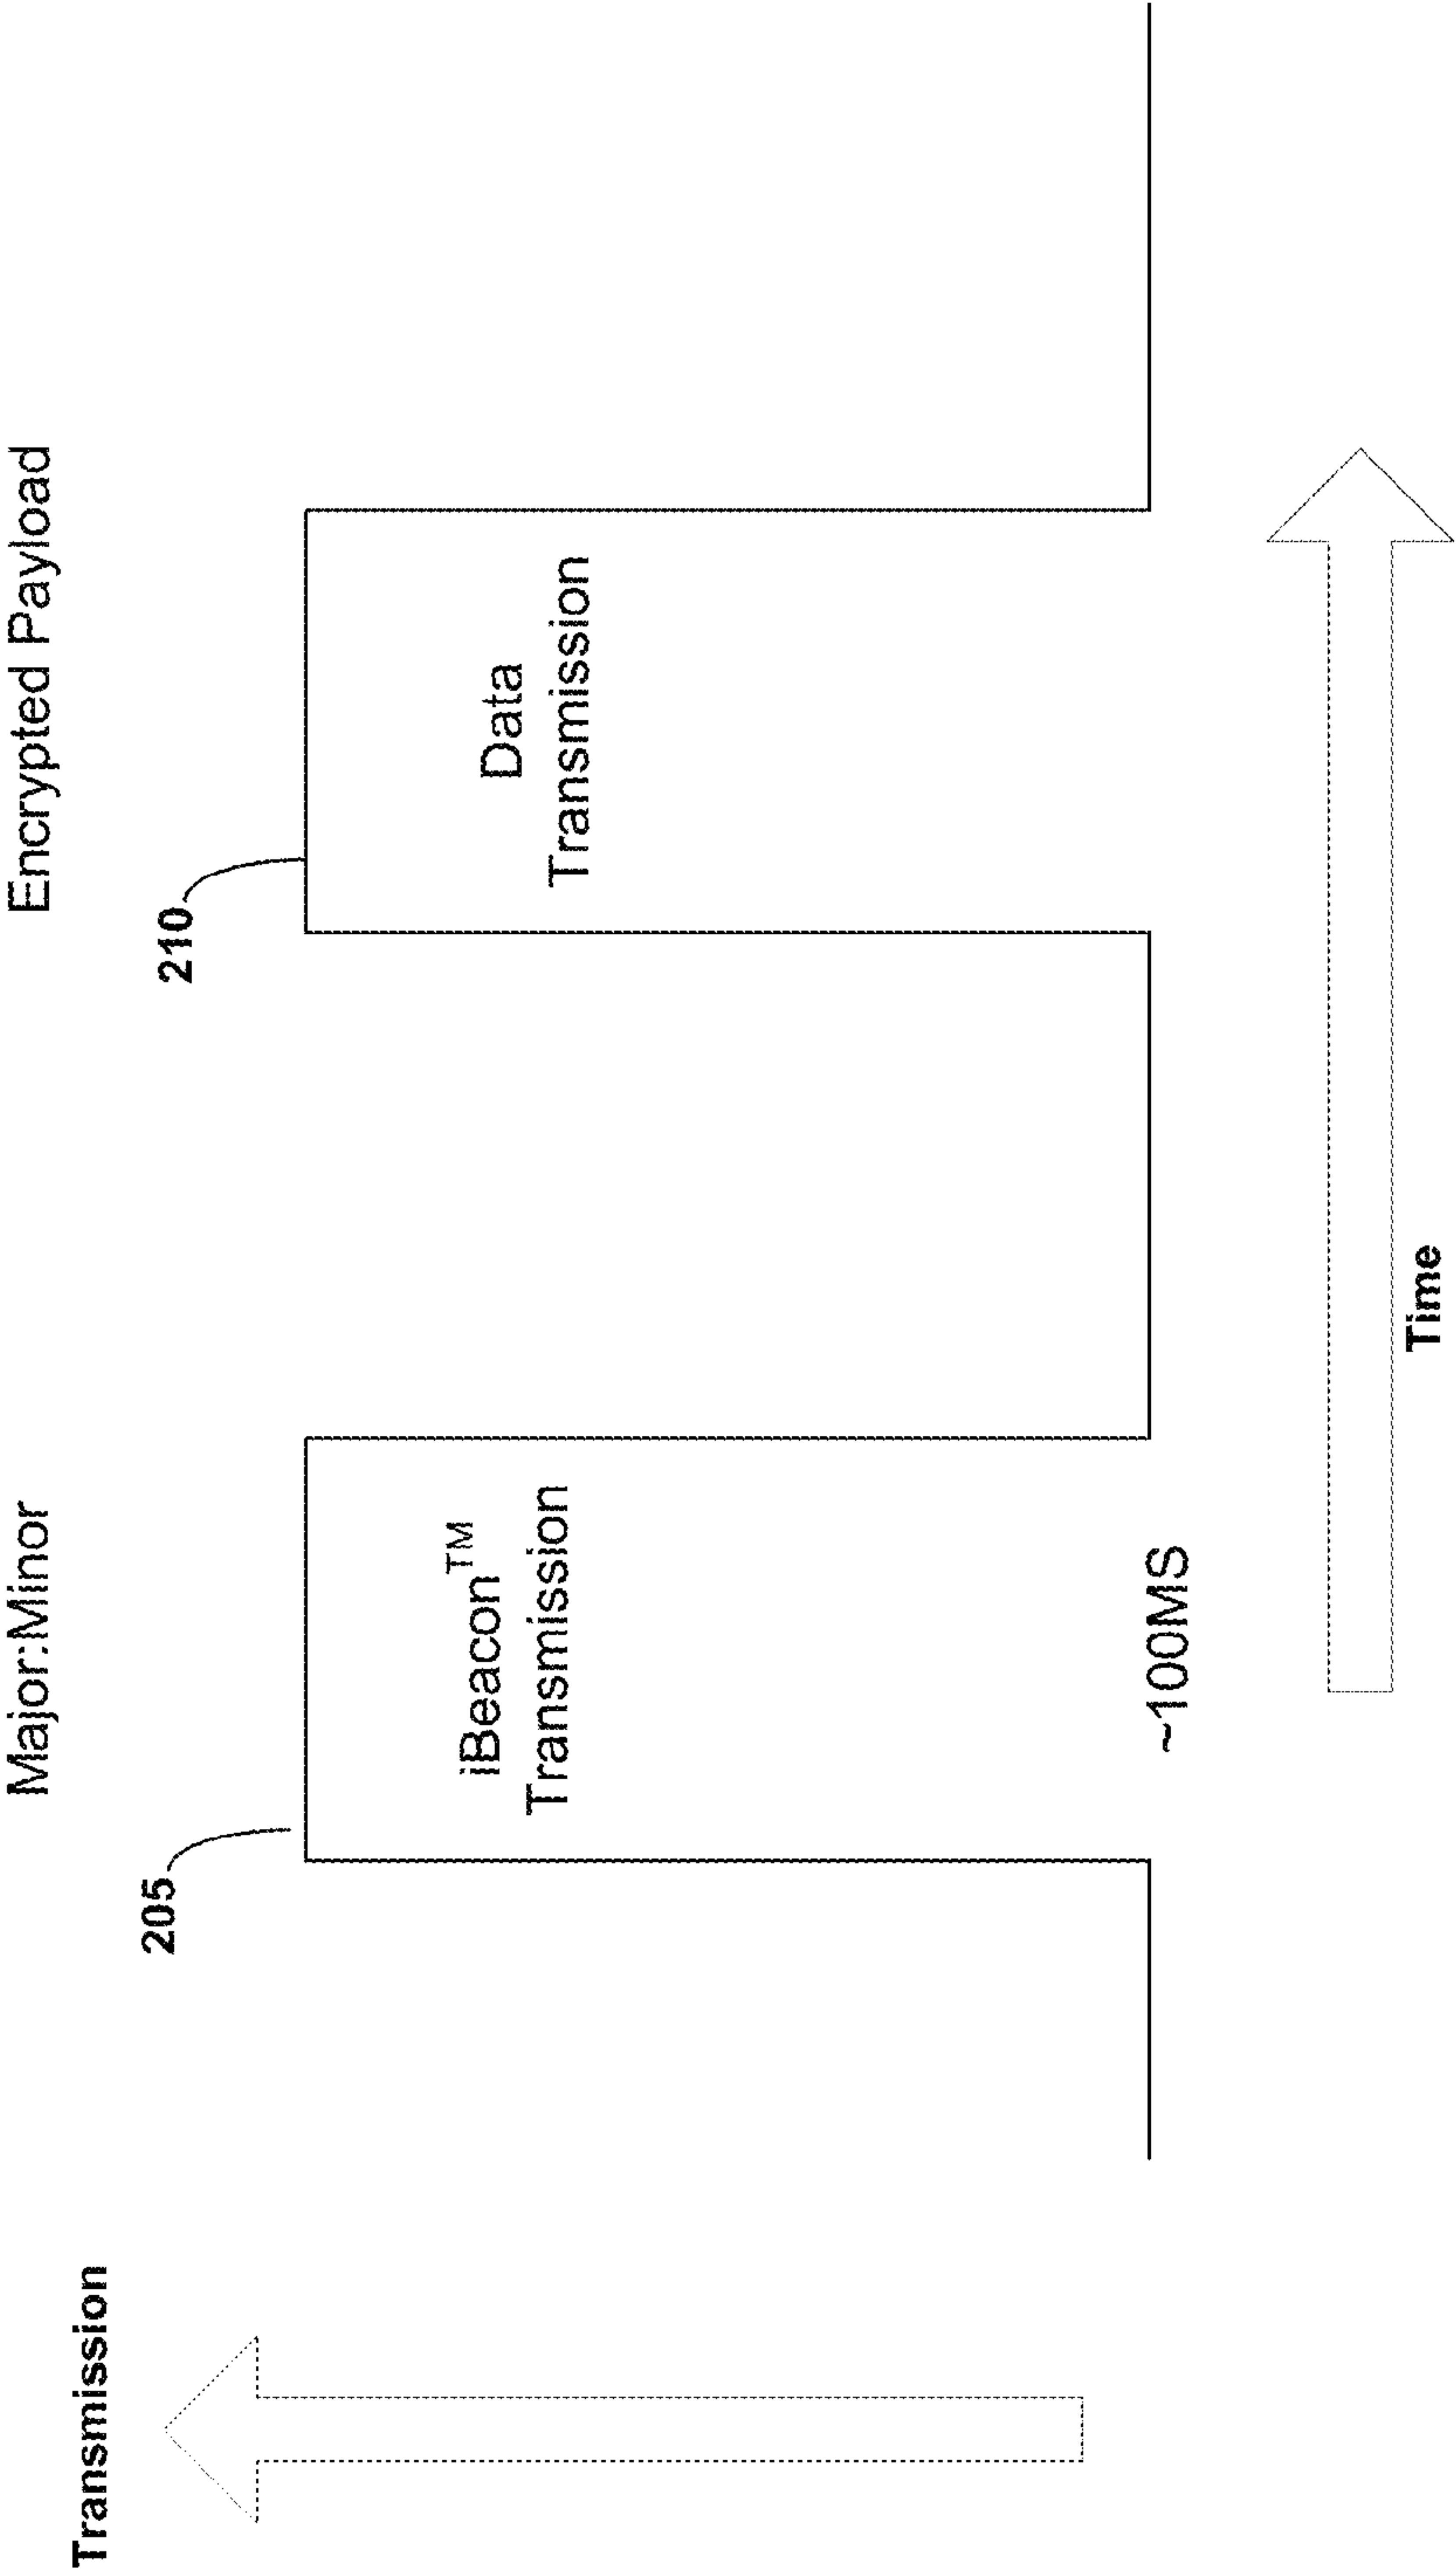 Major:Minor
Encrypted Payload
Transmission
205
210
iBeacon™
Transmission
Data
Transmission
~100MS
Time